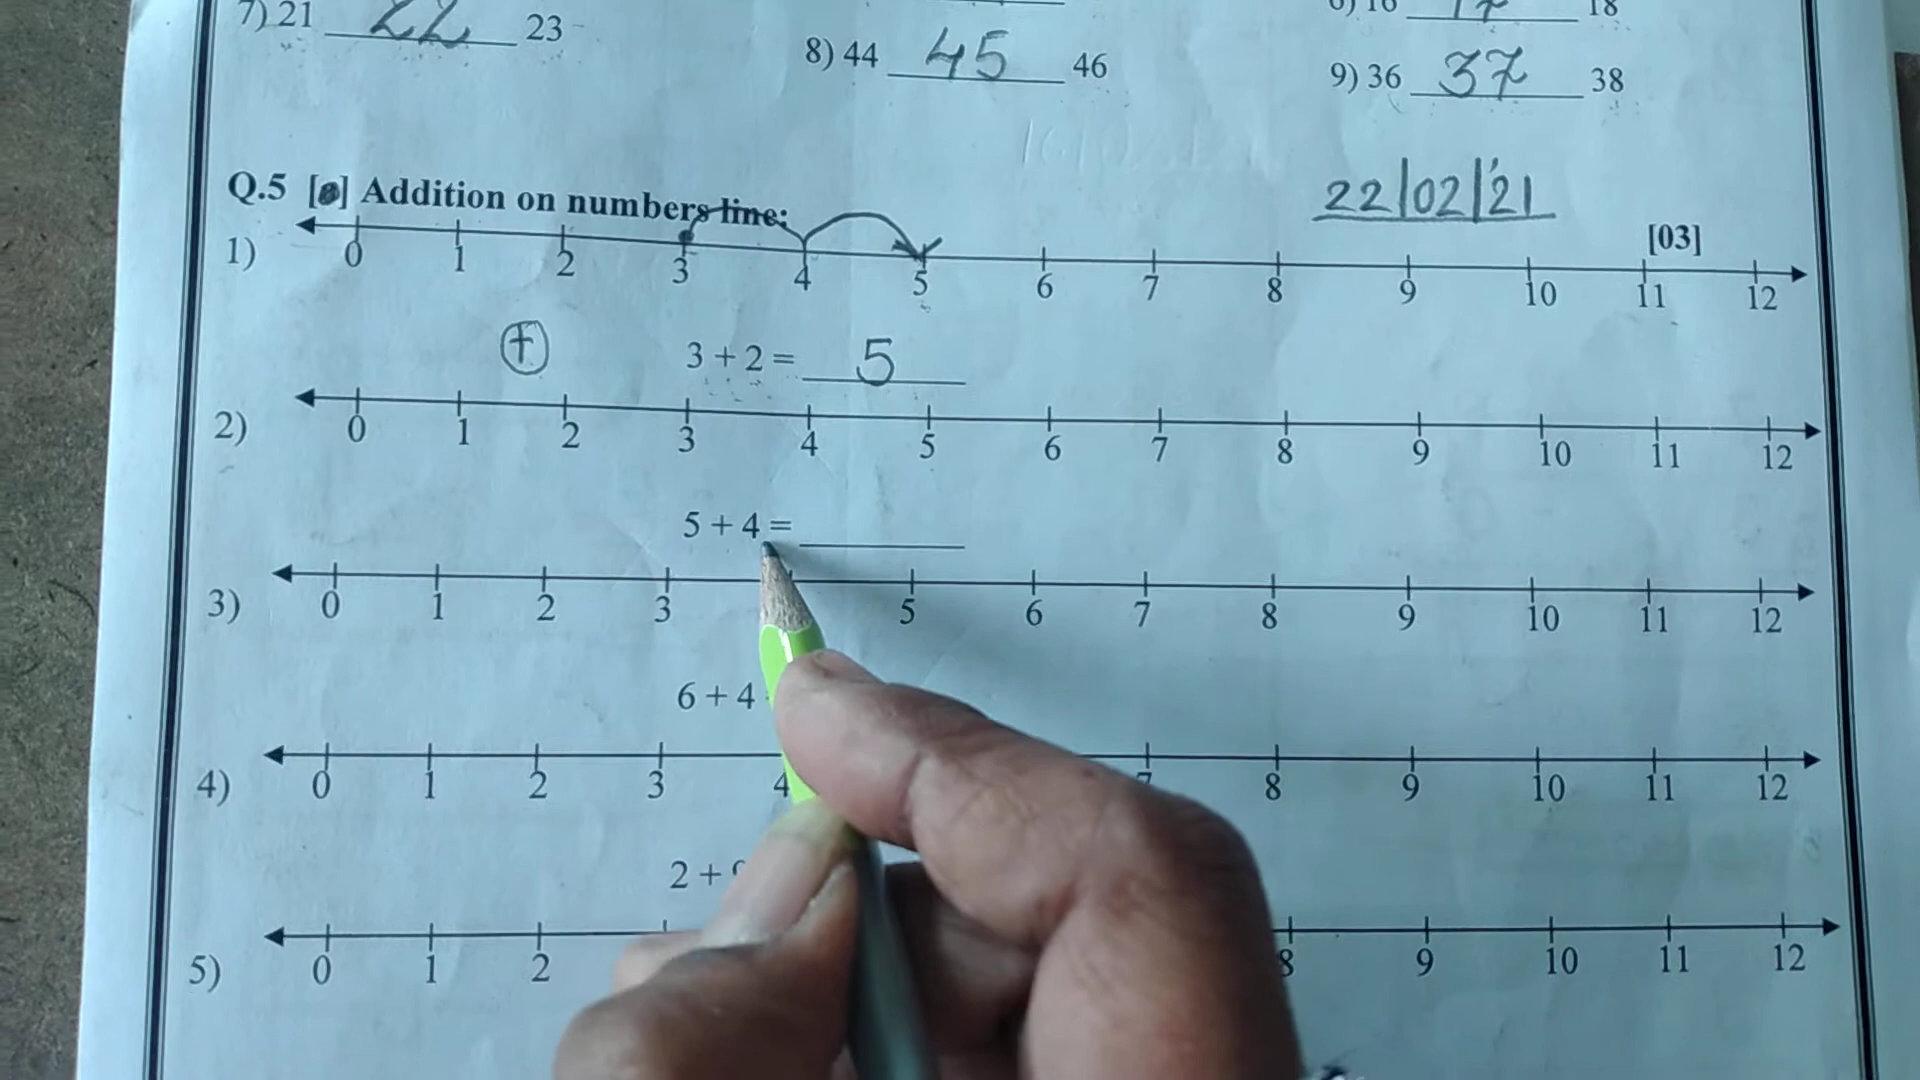 7) 21 22 23
8) 44 45 46
18
9) 36 37 38
22/02/'21
Q.5 [] Addition on numbers line:
[03]
1) 0 1 2 3 4 5 6 7 8 9 10 11 12
+ 3 + 2 = 5
2) 0 1 2 3 4 5 6 7 8 9 10 11 12
5 + 4 =
3) 0 1 2 3 5 6 7 8 9 10 11 12
6 + 4
4) 0 1 2 3 4 7 8 9 10 11 12
2 +
5) 0 1 2 8 9 10 11 12